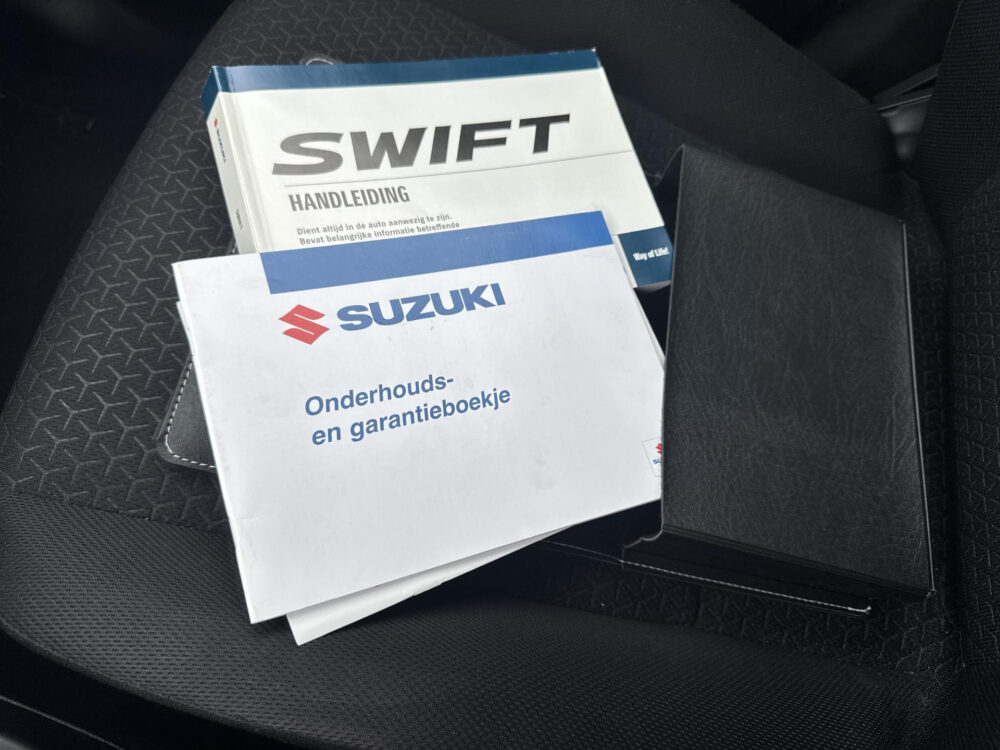 SUZUKI
SWIFT
HANDLEIDING
Dient altijd in de auto aanwezig te zijn.
Bevat belangrijke informatie betreffende
Way of Life!
SUZUKI
Onderhouds-
en garantieboekje